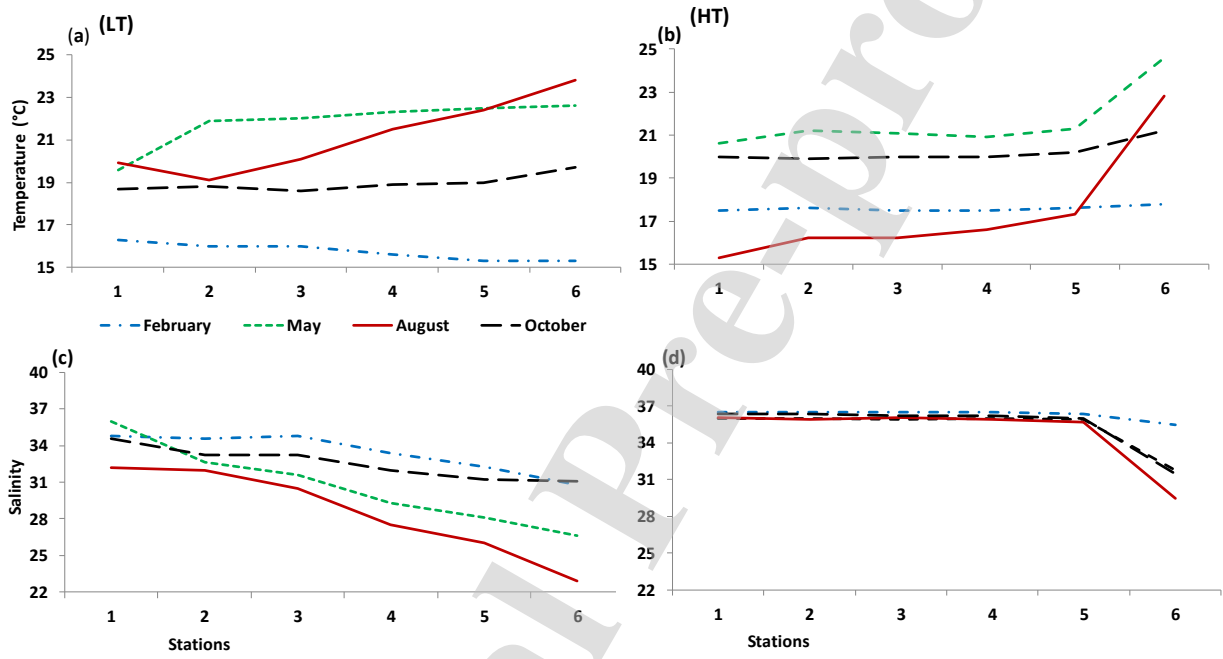 (a) (LT)
(b) (HT)
Temperature (°C)
25
23
21
19
16
15
1 2 3 4 5 6
25
23
21
19
17
15
1 2 3 4 5 6
February May August October
(c)
Salinity
40
37
34
31
28
25
22
1 2 3 4 5 6
Stations
(d)
40
37
34
31
28
25
22
1 2 3 4 5 6
Stations
l Pre-pro